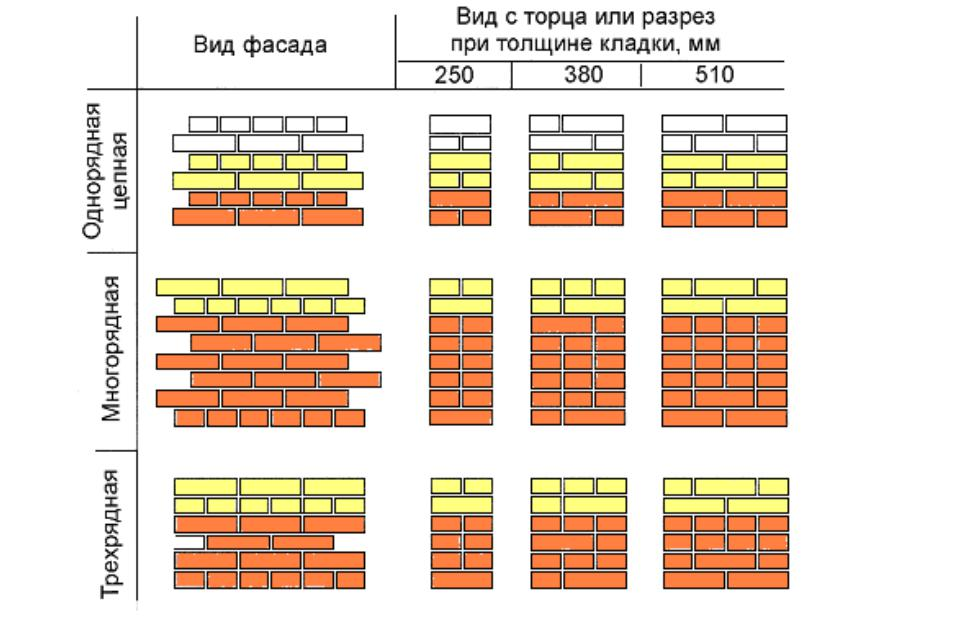 Вид фасада
Вид с торца или разрез
при толщине кладки, мм
250
380
510
Однорядная
цепная
Многорядная
Трехрядная